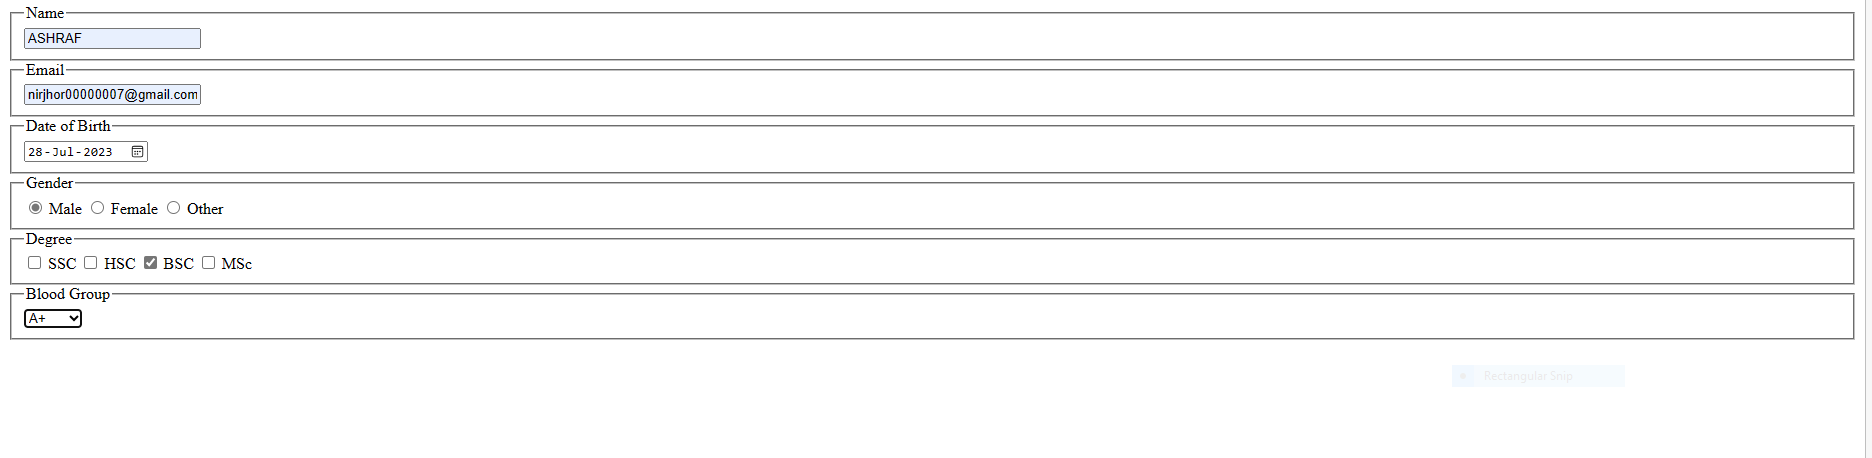 Name
ASHRAF
Email
nirjhor00000007@gmail.com
Date of Birth
28-Jul-2023
Gender
Male Female Other
Degree
SSC HSC BSC MSc
Blood Group
A+
Rectangular Snip